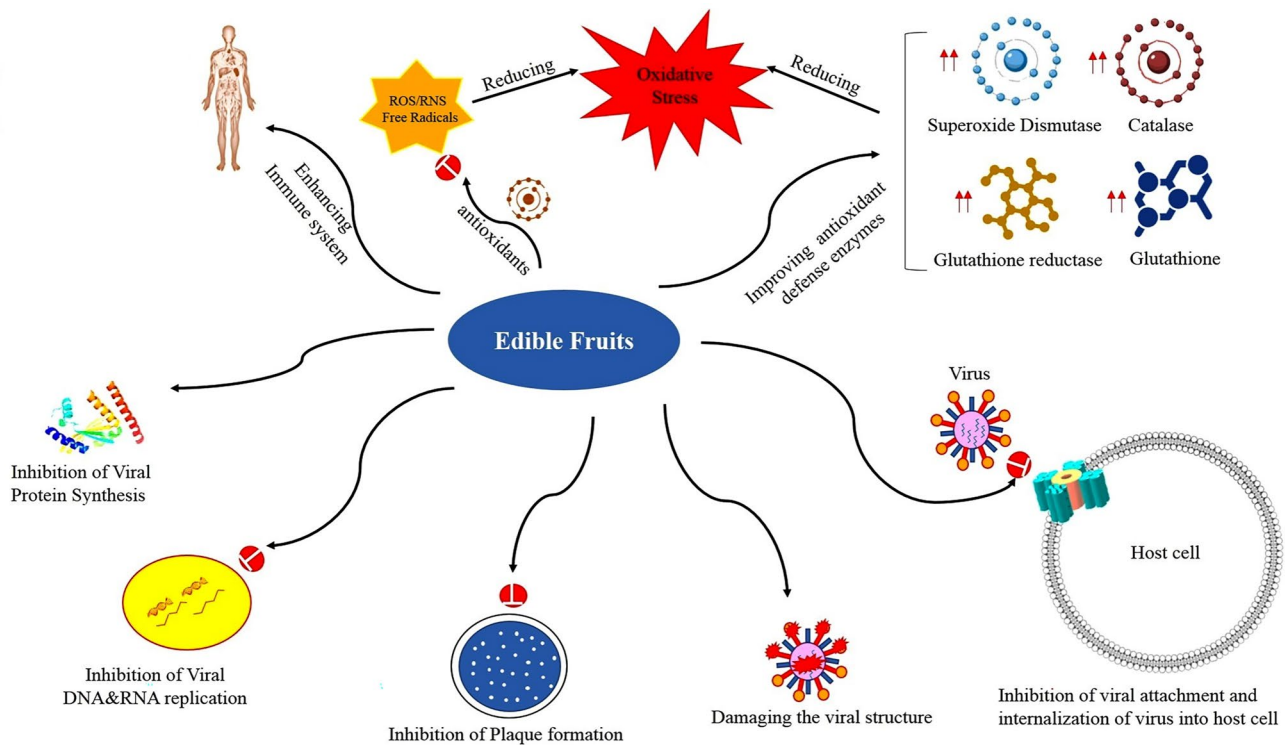 Oxidative
Stress
ROS/RNS
Free Radicals
Reducing
Reducing
Superoxide Dismutase
Catalase
Glutathione reductase
Glutathione
Enhancing
Immune system
antioxidants
Improving antioxidant
defense enzymes
Edible Fruits
Virus
Host cell
Inhibition of Viral
Protein Synthesis
Inhibition of Viral
DNA&RNA replication
Inhibition of Plaque formation
Damaging the viral structure
Inhibition of viral attachment and
internalization of virus into host cell